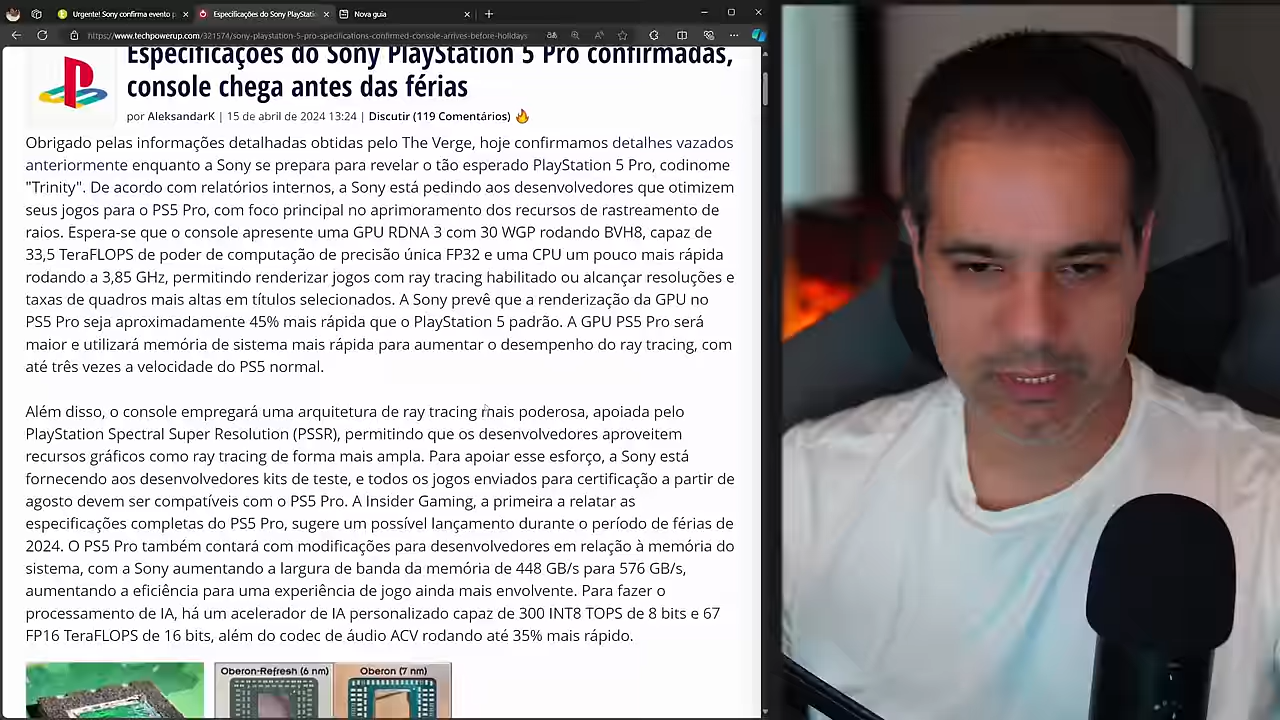 Urgente! Sony confirma evento p
Especificações do Sony PlayStatio
Nova guia
https://www.techpowerup.com/321574/sony-playstation-5-pro-specifications-confirmed-console-arrives-before-holidays
Especificações do Sony PlayStation 5 Pro confirmadas,
console chega antes das férias
por AleksandarK | 15 de abril de 2024 13:24 | Discutir (119 Comentários)
Obrigado pelas informações detalhadas obtidas pelo The Verge, hoje confirmamos detalhes vazados
anteriormente enquanto a Sony se prepara para revelar o tão esperado PlayStation 5 Pro, codinome
"Trinity". De acordo com relatórios internos, a Sony está pedindo aos desenvolvedores que otimizem
seus jogos para o PS5 Pro, com foco principal no aprimoramento dos recursos de rastreamento de
raios. Espera-se que o console apresente uma GPU RDNA 3 com 30 WGP rodando BVH8, capaz de
33,5 TeraFLOPS de poder de computação de precisão única FP32 e uma CPU um pouco mais rápida
rodando a 3,85 GHz, permitindo renderizar jogos com ray tracing habilitado ou alcançar resoluções e
taxas de quadros mais altas em títulos selecionados. A Sony prevê que a renderização da GPU no
PS5 Pro seja aproximadamente 45% mais rápida que o PlayStation 5 padrão. A GPU PS5 Pro será
maior e utilizará memória de sistema mais rápida para aumentar o desempenho do ray tracing, com
até três vezes a velocidade do PS5 normal.
Além disso, o console empregará uma arquitetura de ray tracing mais poderosa, apoiada pelo
PlayStation Spectral Super Resolution (PSSR), permitindo que os desenvolvedores aproveitem
recursos gráficos como ray tracing de forma mais ampla. Para apoiar esse esforço, a Sony está
fornecendo aos desenvolvedores kits de teste, e todos os jogos enviados para certificação a partir de
agosto devem ser compatíveis com o PS5 Pro. A Insider Gaming, a primeira a relatar as
especificações completas do PS5 Pro, sugere um possível lançamento durante o período de férias de
2024. O PS5 Pro também contará com modificações para desenvolvedores em relação à memória do
sistema, com a Sony aumentando a largura de banda da memória de 448 GB/s para 576 GB/s,
aumentando a eficiência para uma experiência de jogo ainda mais envolvente. Para fazer o
processamento de IA, há um acelerador de IA personalizado capaz de 300 INT8 TOPS de 8 bits e 67
FP16 TeraFLOPS de 16 bits, além do codec de áudio ACV rodando até 35% mais rápido.
Oberon-Refresh (6 nm)
Oberon (7 nm)